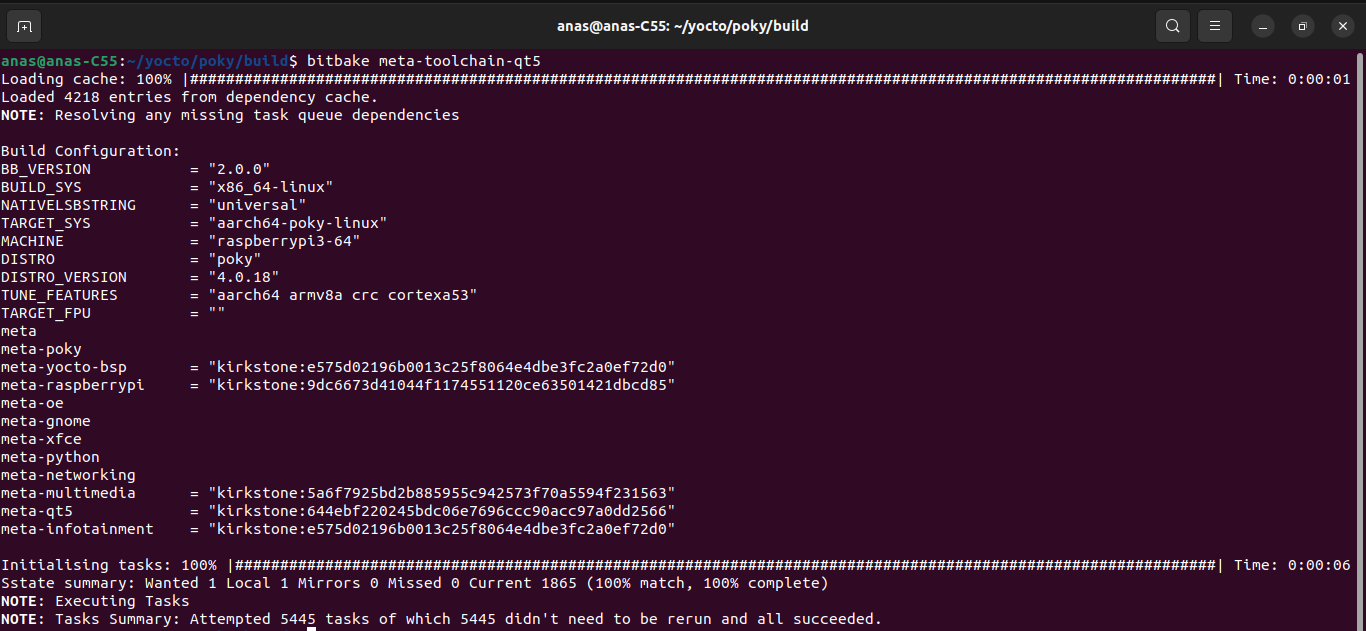 anas@anas-C55: ~/yocto/poky/build
anas@anas-C55:~/yocto/poky/build$ bitbake meta-toolchain-qt5
Loading cache: 100% |##################################################################################################################| Time: 0:00:01
Loaded 4218 entries from dependency cache.
NOTE: Resolving any missing task queue dependencies
Build Configuration:
BB_VERSION           = "2.0.0"
BUILD_SYS            = "x86_64-linux"
NATIVELSBSTRING      = "universal"
TARGET_SYS           = "aarch64-poky-linux"
MACHINE              = "raspberrypi3-64"
DISTRO               = "poky"
DISTRO_VERSION       = "4.0.18"
TUNE_FEATURES        = "aarch64 armv8a crc cortexa53"
TARGET_FPU           = ""
meta
meta-poky
meta-yocto-bsp       = "kirkstone:e575d02196b0013c25f8064e4dbe3fc2a0ef72d0"
meta-raspberrypi     = "kirkstone:9dc6673d41044f1174551120ce63501421dbcd85"
meta-oe
meta-gnome
meta-xfce
meta-python
meta-networking
meta-multimedia      = "kirkstone:5a6f7925bd2b885955c942573f70a5594f231563"
meta-qt5             = "kirkstone:644ebf220245bdc06e7696ccc90acc97a0dd2566"
meta-infotainment    = "kirkstone:e575d02196b0013c25f8064e4dbe3fc2a0ef72d0"
Initialising tasks: 100% |#############################################################################################################| Time: 0:00:06
Sstate summary: Wanted 1 Local 1 Mirrors 0 Missed 0 Current 1865 (100% match, 100% complete)
NOTE: Executing Tasks
NOTE: Tasks Summary: Attempted 5445 tasks of which 5445 didn't need to be rerun and all succeeded.